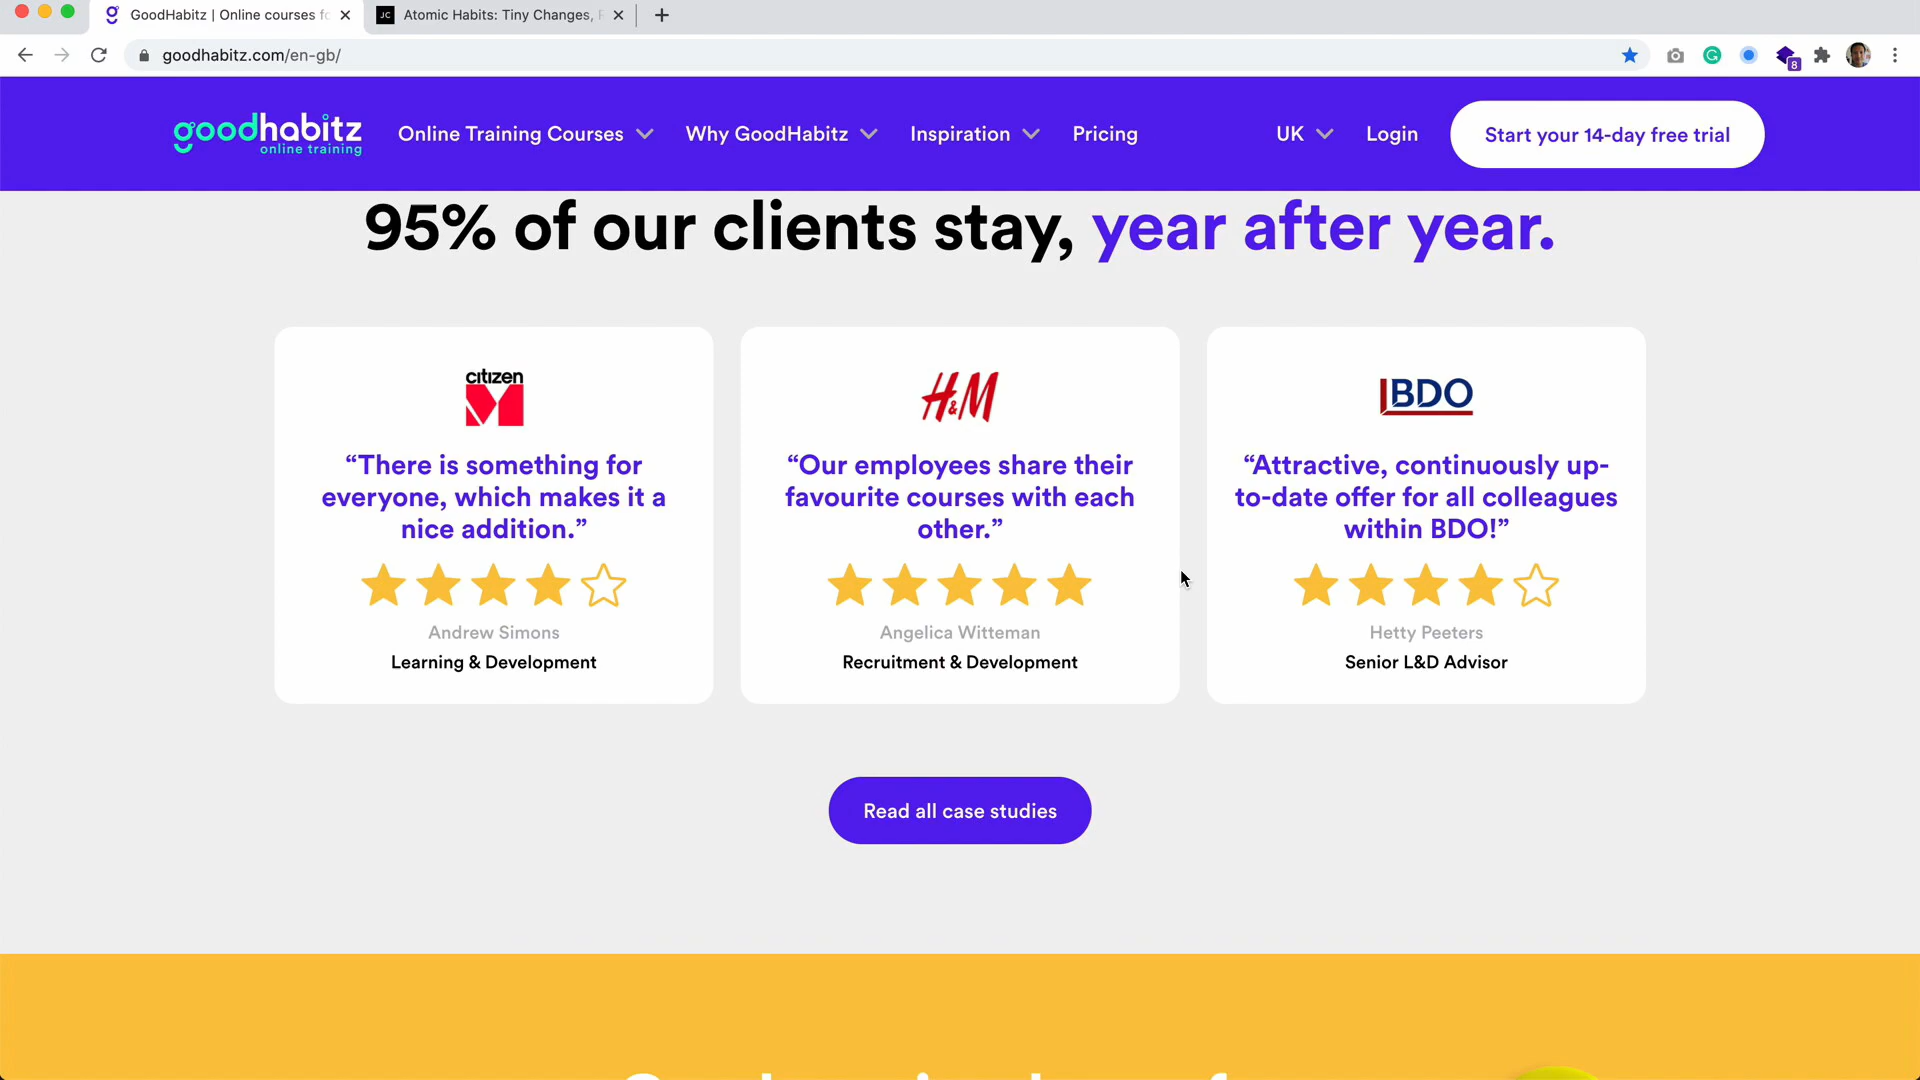 GoodHabitz | Online courses fo
JC
Atomic Habits: Tiny Changes, R
goodhabitz.com/en-gb/
G
8
goodhabitz
online training
Online Training Courses
Why GoodHabitz
Inspiration
Pricing
UK
Login
Start your 14-day free trial
95% of our clients stay, year after year.
citizen
M
“There is something for
everyone, which makes it a
nice addition.”
Andrew Simons
Learning & Development
H&M
“Our employees share their
favourite courses with each
other.”
Angelica Witteman
Recruitment & Development
BDO
“Attractive, continuously up-
to-date offer for all colleagues
within BDO!”
Hetty Peeters
Senior L&D Advisor
Read all case studies